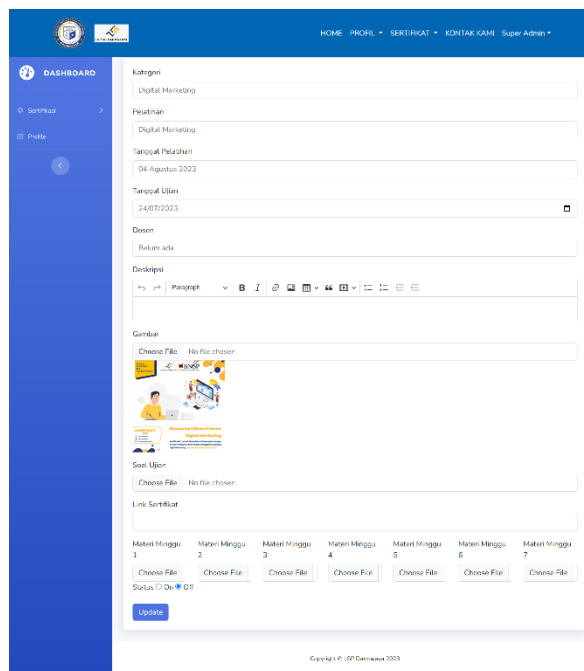 HOME PROFIL SERTIFIKAT KONTAK KAMI Super Admin
DASHBOARD
Sertifikasi
Profile
Kategori
Digital Marketing
Pelatihan
Digital Marketing
Tanggal Pelatihan
04 Agustus 2023
Tanggal Ujian
24/07/2023
Dosen
Belum ada
Deskripsi
Paragraph B I
Gambar
Choose File No file chosen
BNSP
Digital Marketing
Soal Ujian
Choose File No file chosen
Link Sertifikat
Materi Minggu 1 Materi Minggu 2 Materi Minggu 3 Materi Minggu 4 Materi Minggu 5 Materi Minggu 6 Materi Minggu 7
Choose File Choose File Choose File Choose File Choose File Choose File Choose File
Status On Off
Update
Copyright © LSP Darmajaya 2023